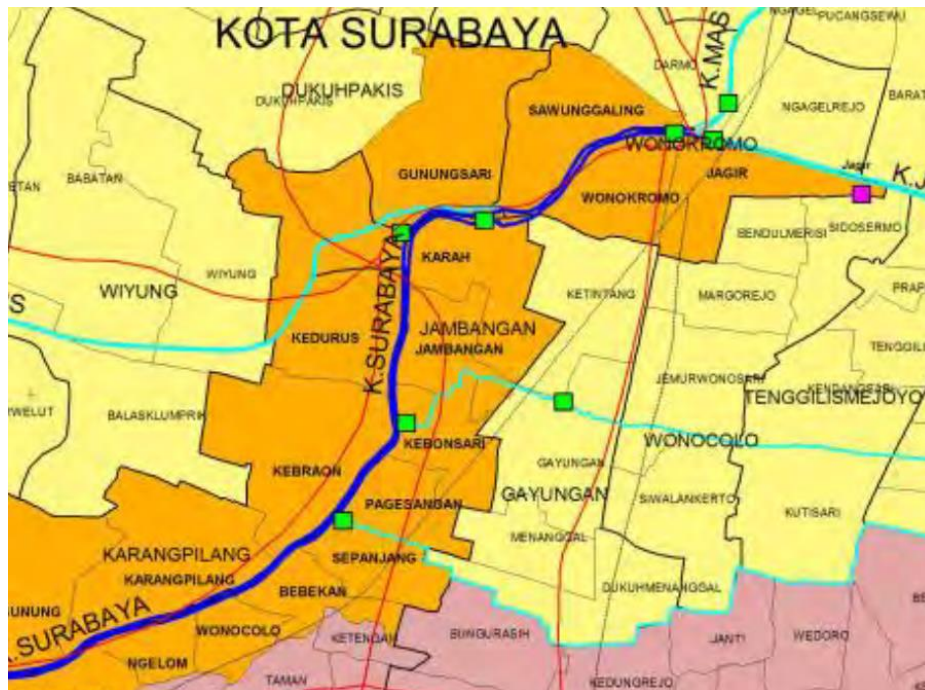 KOTA SURABAYA
K.MAS
PUCANGSEWU
DARMO
DUKUHPAKIS
DUKUHPAKIS
SAWUNGGALING
NGAGELREJO
BABATAN
WONOKROMO
GUNUNGSARI
JAGIR
Jagir
WONOKROMO
BENDULMERISI
SIDOSERMO
KARAH
WIYUNG
WIYUNG
KETINTANG
MARGOREJO
K.SURABAYA
KEDURUS
JAMBANGAN
JAMBANGAN
JEMURWONOSARI
KENDANGSARI
TENGGILISMEJOYO
BALASKLUMPRIK
KEBONSARI
WONOCOLO
KEBRAON
GAYUNGAN
GAYUNGAN
SIWALANKERTO
PAGESANGAN
KUTISARI
MENANGGAL
KARANGPILANG
KARANGPILANG
SEPANJANG
BEBEKAN
DUKUHMENANGGAL
SURABAYA
WONOCOLO
KETENGAN
BUNGURASIH
JANTI
WEDORO
NGELOM
TAMAN
KEDUNGREJO